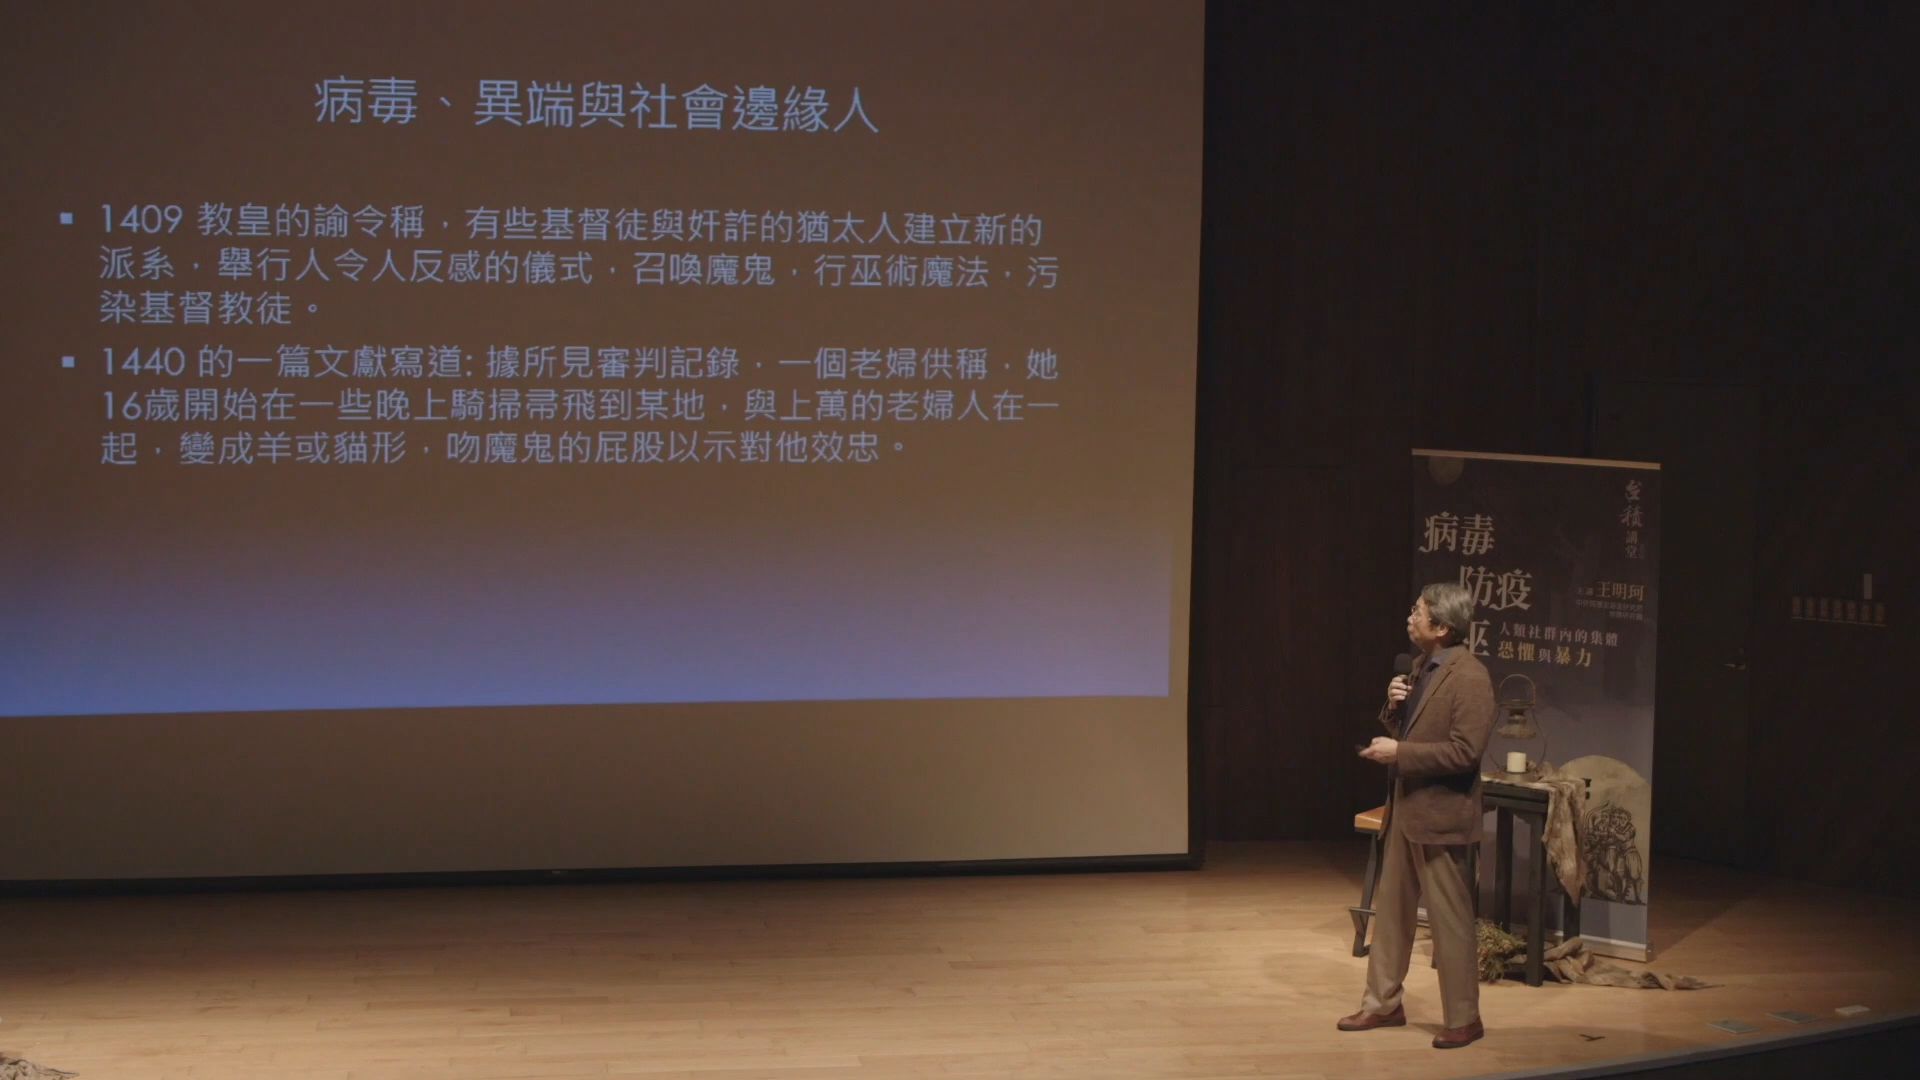 病毒、異端與社會邊緣人
▪ 1409 教皇的諭令稱，有些基督徒與奸詐的猶太人建立新的
派系，舉行人令人反感的儀式，召喚魔鬼，行巫術魔法，污
染基督教徒。
▪ 1440 的一篇文獻寫道: 據所見審判記錄，一個老婦供稱，她
16歲開始在一些晚上騎掃帚飛到某地，與上萬的老婦人在一
起，變成羊或貓形，吻魔鬼的屁股以示對他效忠。
台積
講堂
病毒
防疫
巫
人類社群內的集體
恐懼與暴力
主講 王明珂